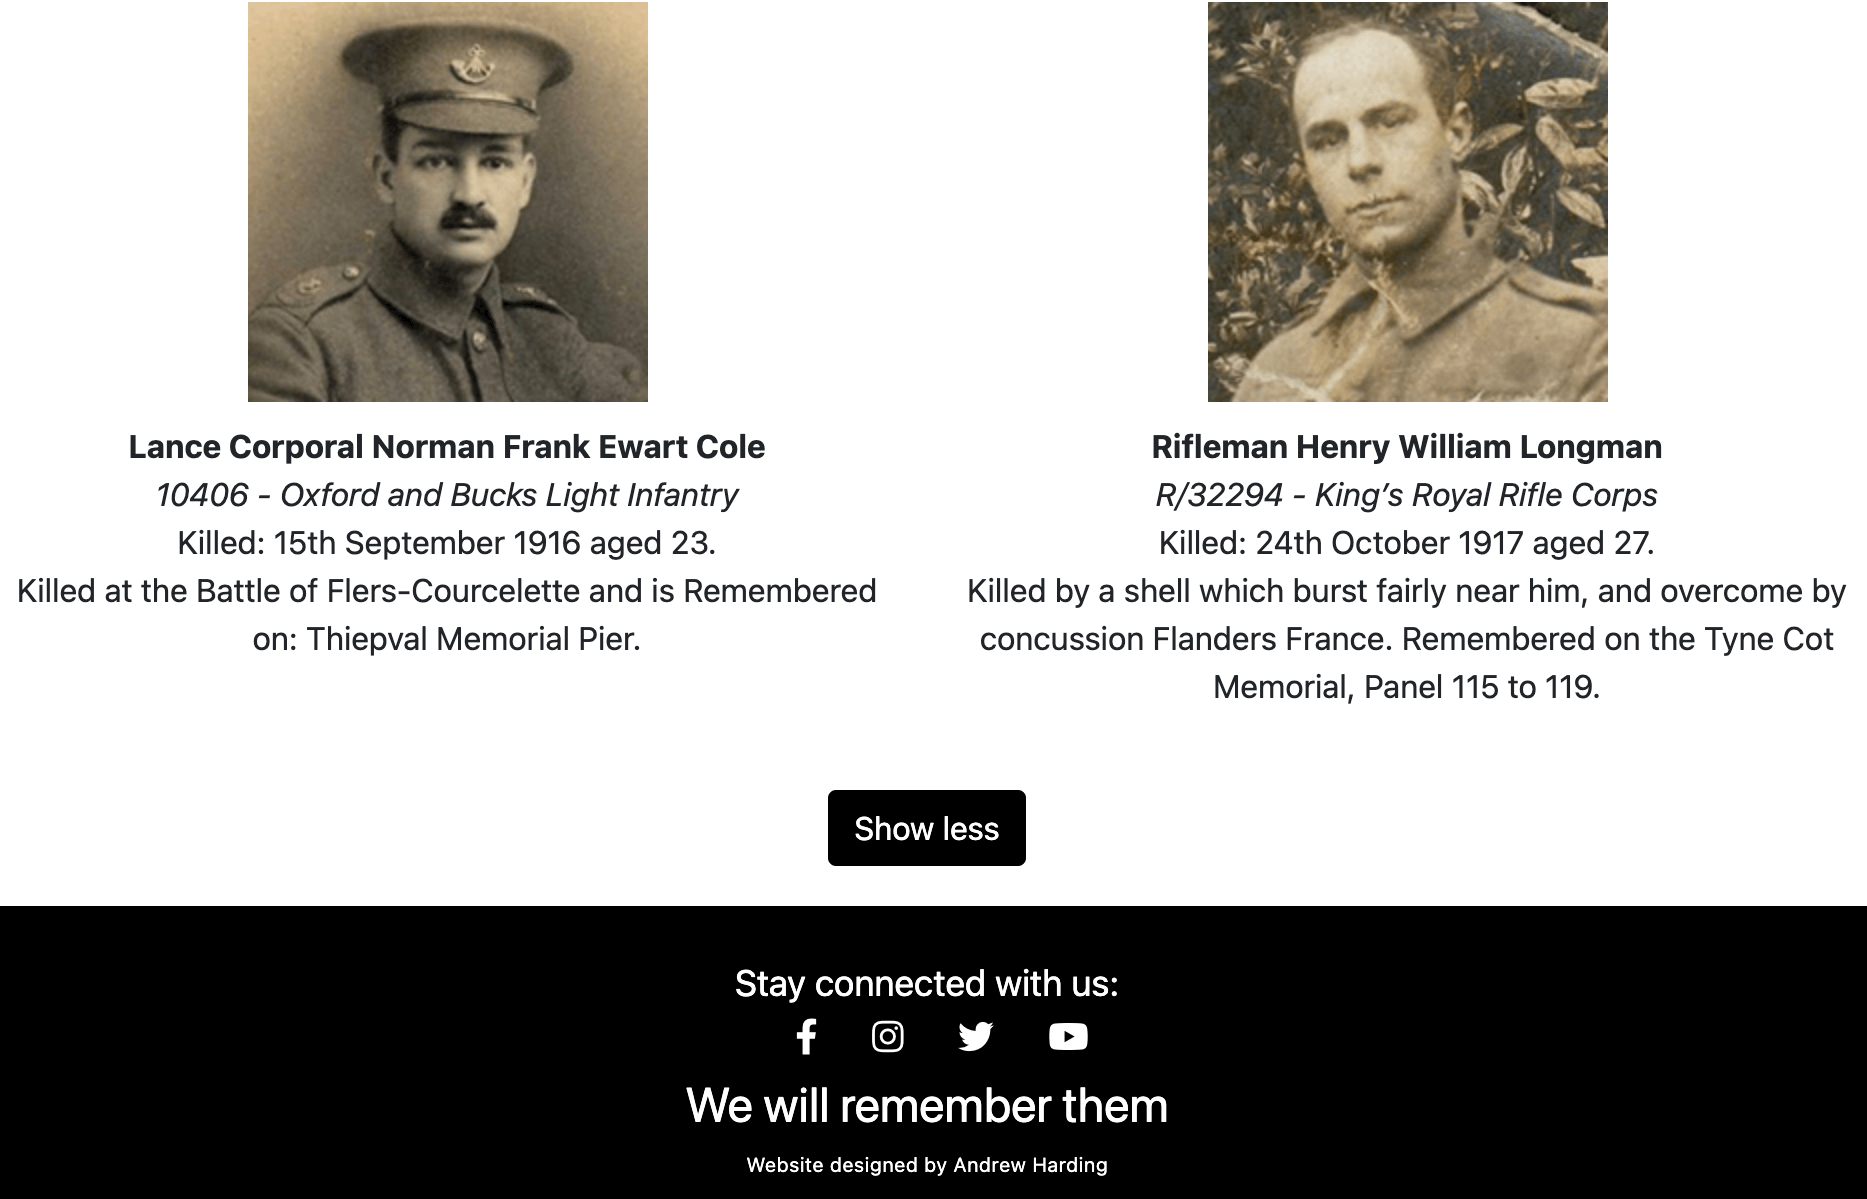 Lance Corporal Norman Frank Ewart Cole
10406 - Oxford and Bucks Light Infantry
Killed: 15th September 1916 aged 23.
Killed at the Battle of Flers-Courcelette and is Remembered
on: Thiepval Memorial Pier.
Rifleman Henry William Longman
R/32294 - King’s Royal Rifle Corps
Killed: 24th October 1917 aged 27.
Killed by a shell which burst fairly near him, and overcome by
concussion Flanders France. Remembered on the Tyne Cot
Memorial, Panel 115 to 119.
Show less
Stay connected with us:
We will remember them
Website designed by Andrew Harding